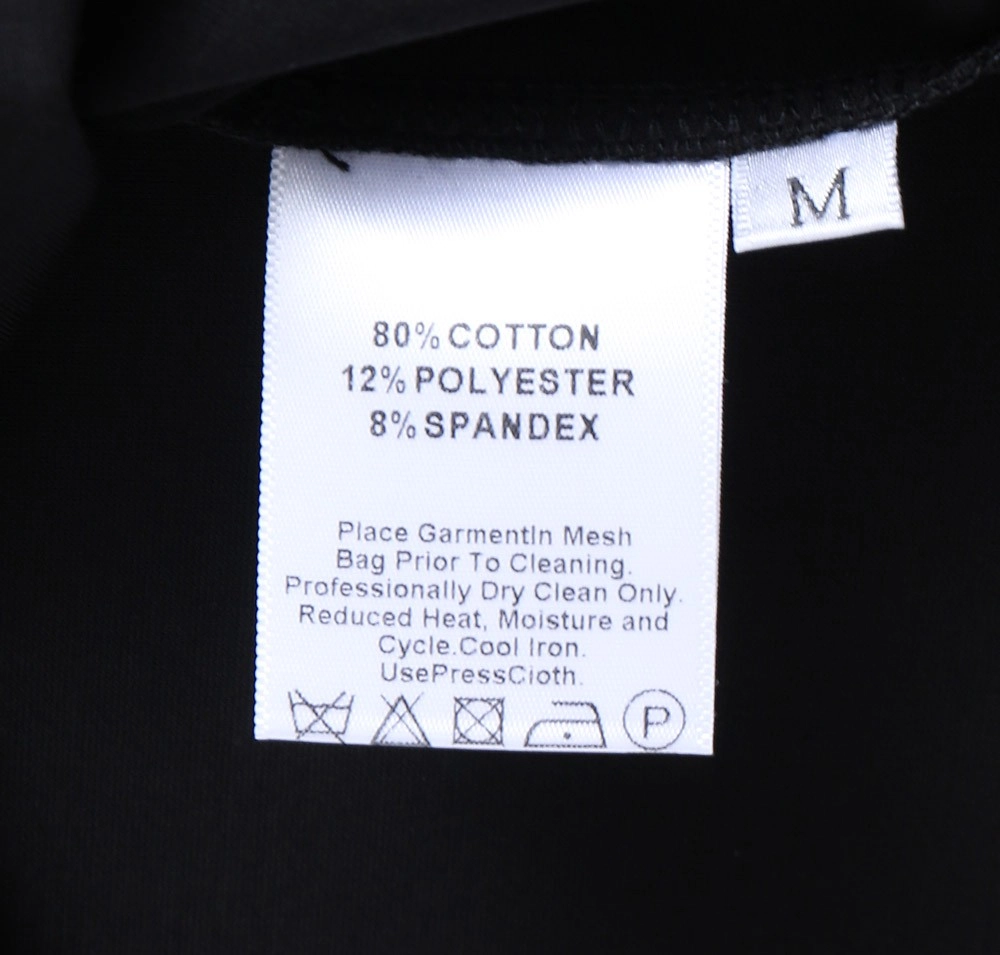 M
80% COTTON
12% POLYESTER
8% SPANDEX
Place GarmentIn Mesh
Bag Prior To Cleaning.
Professionally Dry Clean Only.
Reduced Heat, Moisture and
Cycle.Cool Iron.
UsePressCloth.
P